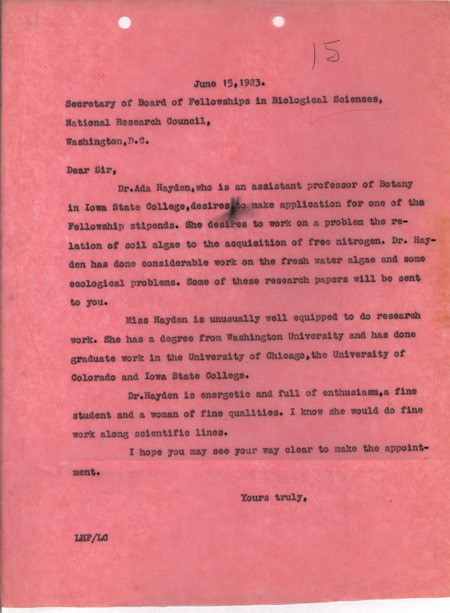 15
June 15,1923.
Secretary of Board of Fellowships in Biological Sciences,
National Research Council,
Washington,D.C.
Dear Sir,
Dr.Ada Hayden,who is an assistant professor of Botany
in Iowa State College,desires to make application for one of the
Fellowship stipends. She desires to work on a problem the re-
lation of soil algae to the acquisition of free nitrogen. Dr. Hay-
den has done considerable work on the fresh water algae and some
ecological problems. Some of these research papers will be sent
to you.
Miss Hayden is unusually well equipped to do research
work. She has a degree from Washington University and has done
graduate work in the University of Chicago,the University of
Colorado and Iowa State College.
Dr.Hayden is energetic and full of enthusiasm,a fine
student and a woman of fine qualities. I know she would do fine
work along scientific lines.
I hope you may see your way clear to make the appoint-
ment.
Yours truly,
LHP/LC